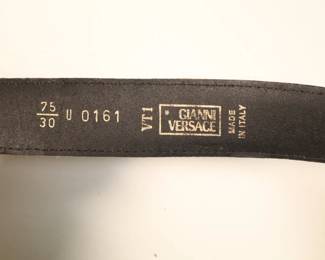 75
30
U 0161
VT1
GIANNI
VERSACE
MADE
IN ITALY